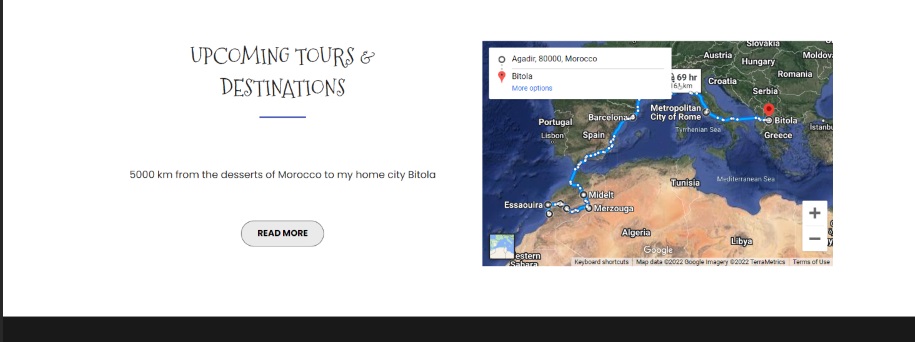 UPCOMING TOURS &
DESTINATIONS
5000 km from the desserts of Morocco to my home city Bitola
READ MORE
Agadir, 80000, Morocco
Bitola
More options
69 hr
km
Slovakia
Austria
Moldova
Hungary
Romania
Croatia
Serbia
Metropolitan
City of Rome
Barcelona
Portugal
Lisbon
Spain
Tyrrhenian Sea
Bitola
Greece
Istanbu
Mediterranean Sea
Tunisia
Midelt
Essaouira
Merzouga
Algeria
Libya
estern
Sahara
Google
+
−
Keyboard shortcuts
Map data ©2022 Google Imagery ©2022 TerraMetrics
Terms of Use